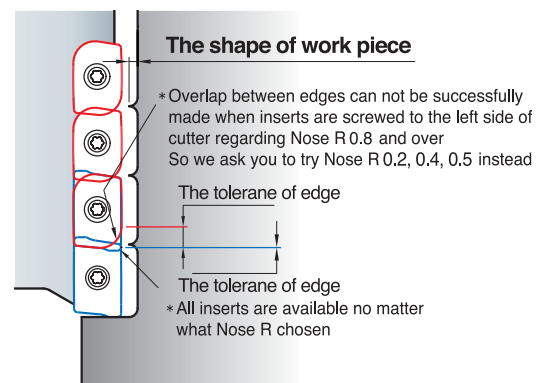 The shape of work piece
*Overlap between edges can not be successfully
made when inserts are screwed to the left side of
cutter regarding Nose R 0.8 and over
So we ask you to try Nose R 0.2, 0.4, 0.5 instead
The tolerane of edge
The tolerane of edge
*All inserts are available no matter
what Nose R chosen